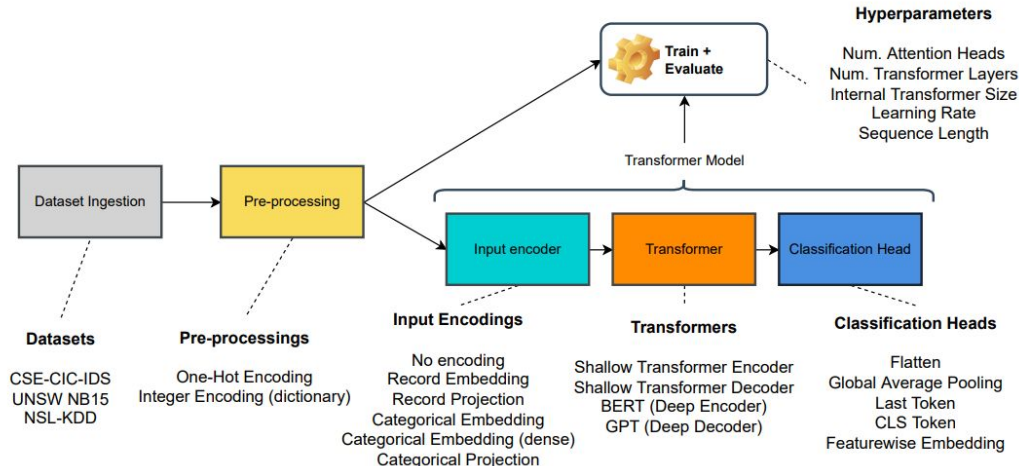 Hyperparameters
Num. Attention Heads
Num. Transformer Layers
Internal Transformer Size
Learning Rate
Sequence Length
Train +
Evaluate
Transformer Model
Dataset Ingestion
Pre-processing
Input encoder
Transformer
Classification Head
Datasets
CSE-CIC-IDS
UNSW NB15
NSL-KDD
Pre-processings
One-Hot Encoding
Integer Encoding (dictionary)
Input Encodings
No encoding
Record Embedding
Record Projection
Categorical Embedding
Categorical Embedding (dense)
Categorical Projection
Transformers
Shallow Transformer Encoder
Shallow Transformer Decoder
BERT (Deep Encoder)
GPT (Deep Decoder)
Classification Heads
Flatten
Global Average Pooling
Last Token
CLS Token
Featurewise Embedding